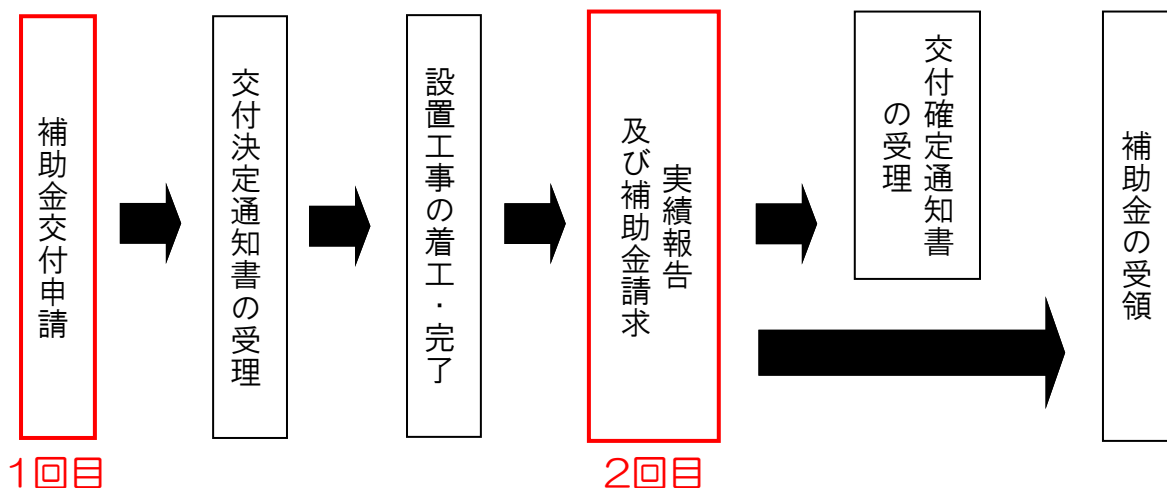 補助金交付申請
交付決定通知書の受理
設置工事の着工・完了
実績報告
及び補助金請求
交付確定通知書
の受理
補助金の受領
1回目
2回目